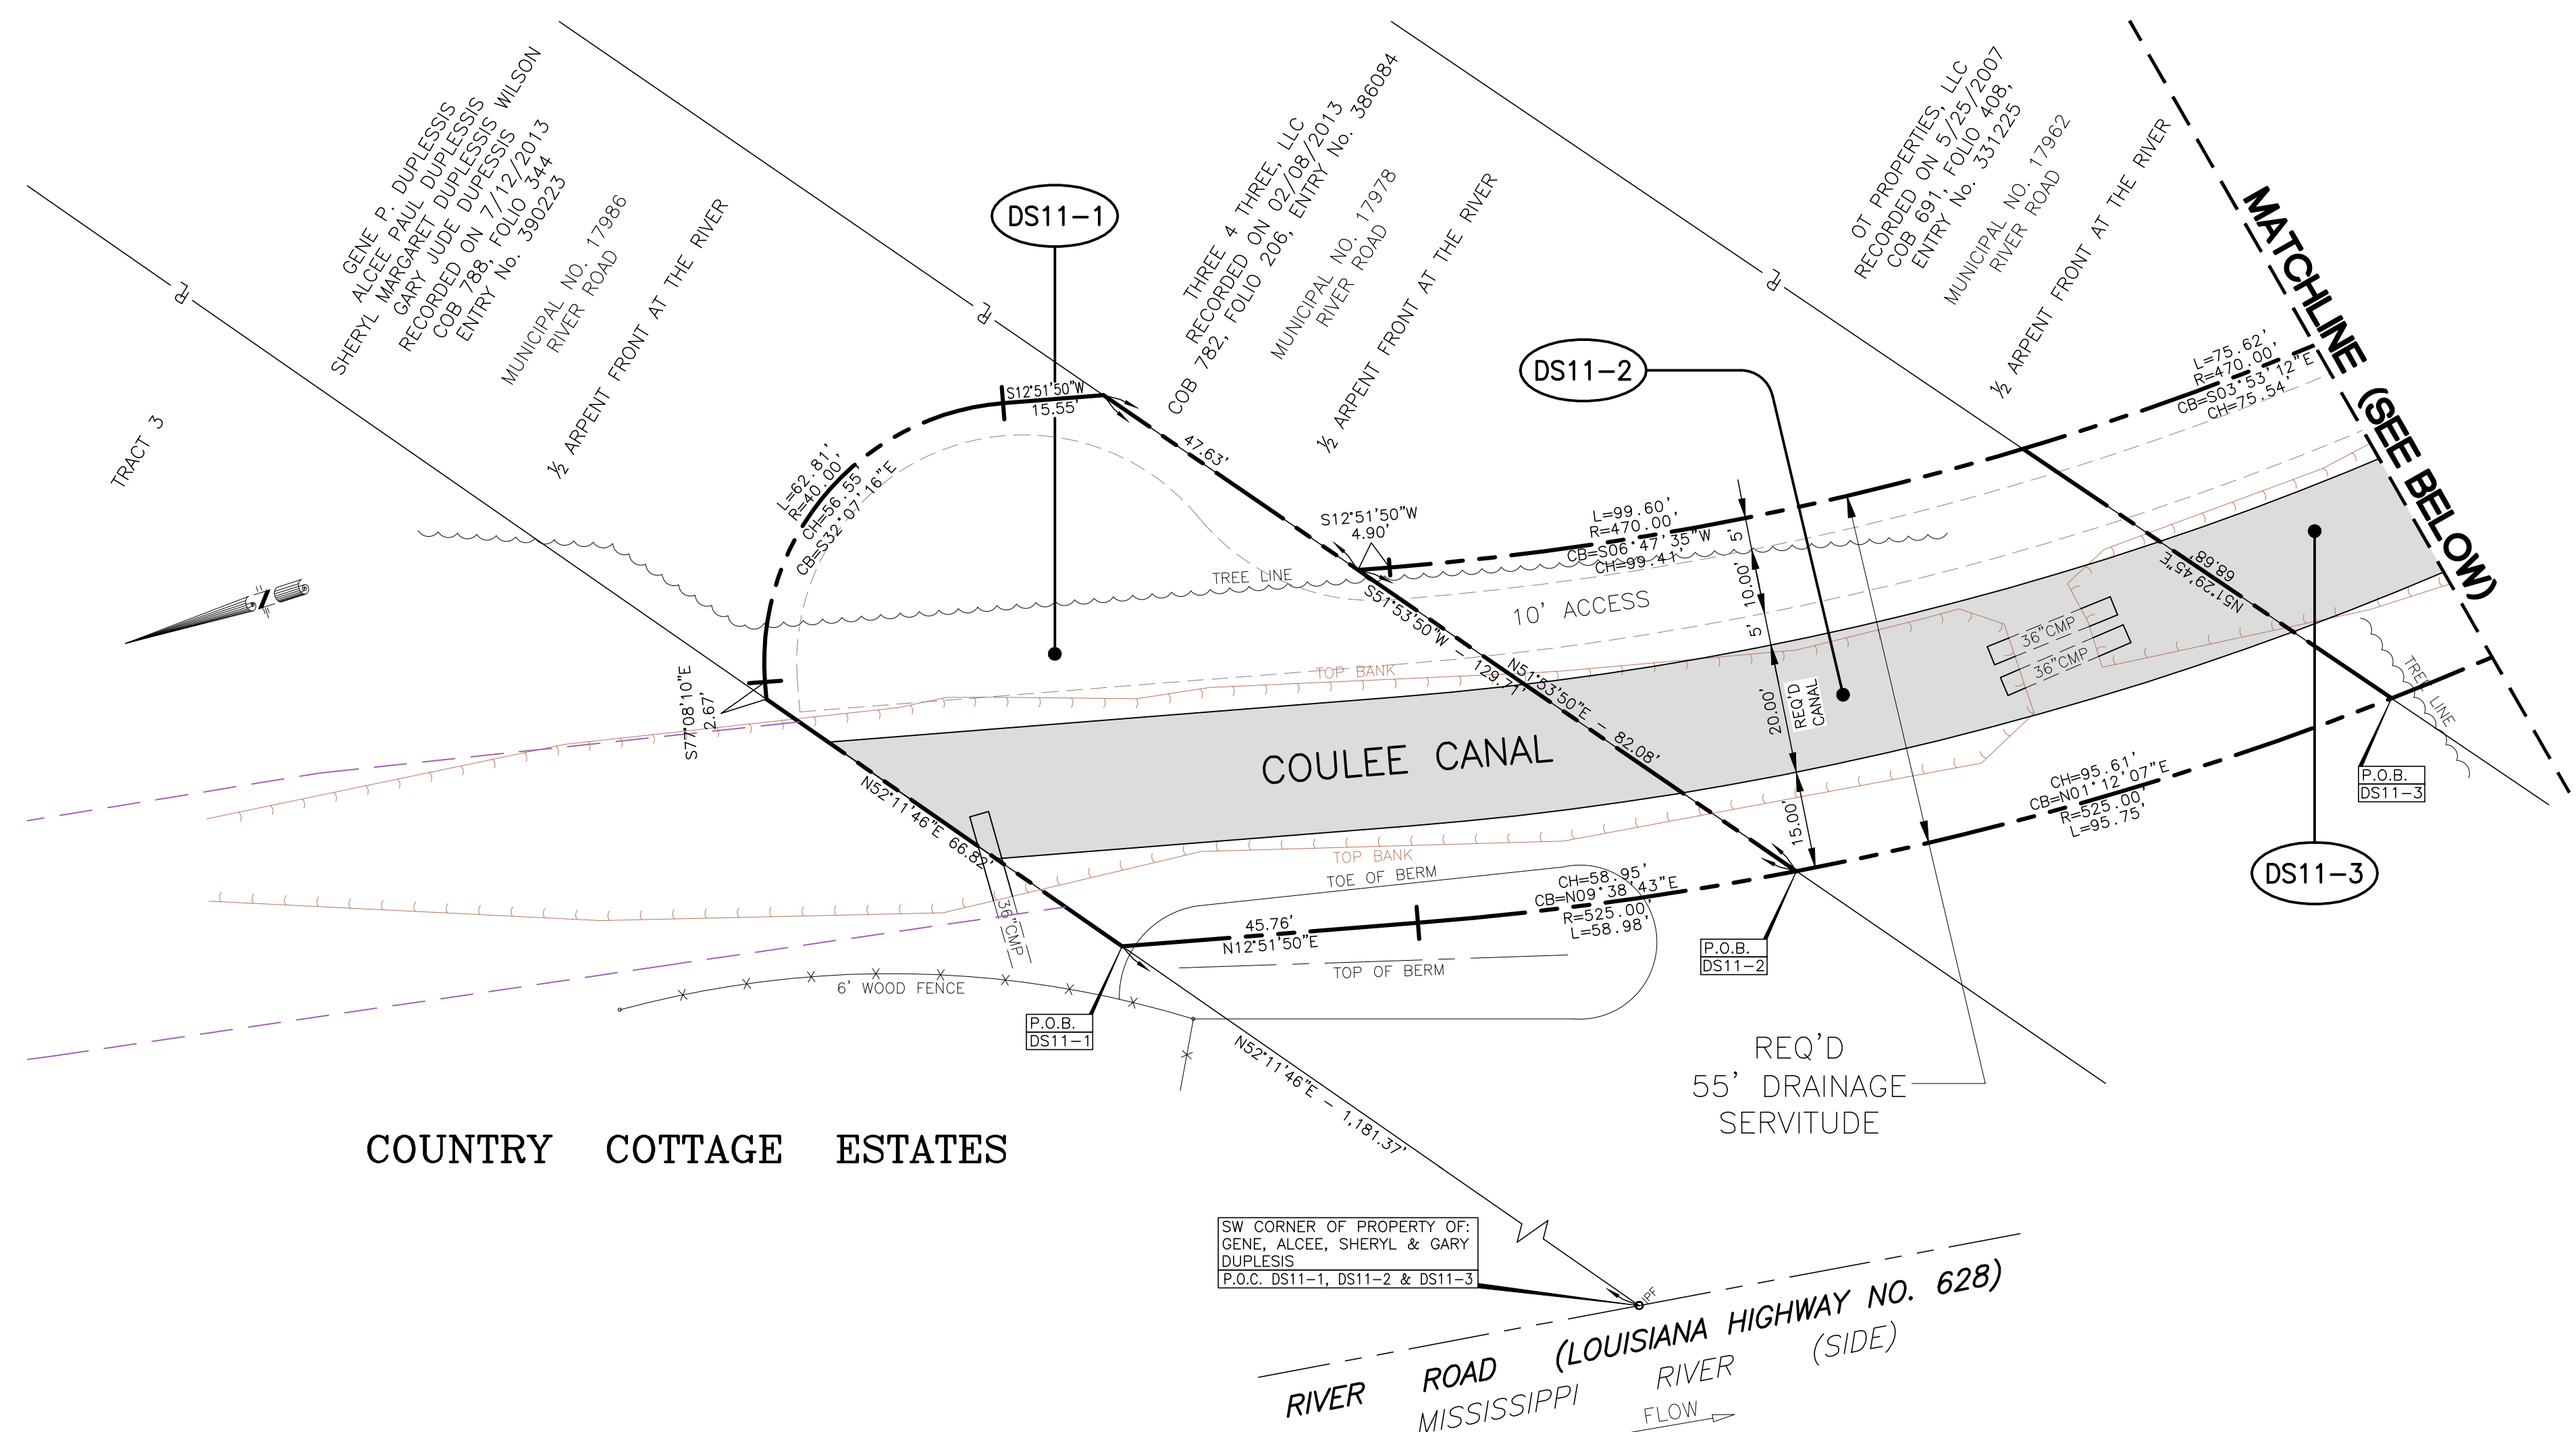 GENE P. DUPLESSIS
ALCEE PAUL DUPLESSIS
SHERYL MARGARET DUPLESSIS WILSON
GARY JUDE DUPESSIS
RECORDED ON 7/12/2013
COB 788, FOLIO 344
ENTRY No. 390223
MUNICIPAL NO. 17986
RIVER ROAD
½ ARPENT FRONT AT THE RIVER
TRACT 3
THREE 4 THREE, LLC
RECORDED ON 02/08/2013
COB 782, FOLIO 206, ENTRY No. 386084
MUNICIPAL NO. 17978
RIVER ROAD
½ ARPENT FRONT AT THE RIVER
OT PROPERTIES, LLC
RECORDED ON 5/25/2007
COB 691, FOLIO 408,
ENTRY No. 331225
MUNICIPAL NO. 17962
RIVER ROAD
½ ARPENT FRONT AT THE RIVER
MATCHLINE (SEE BELOW)
DS11-1
DS11-2
DS11-3
S12°51'50"W
15.55'
47.63'
L=62.81'
R=40.00'
CH=56.55'
CB=S32°07'16"E
S12°51'50"W
4.90'
L=99.60'
R=470.00'
CB=S06°47'35"W
CH=99.41'
L=75.62'
R=470.00'
CB=S03°53'12"E
CH=75.54'
N
TREE LINE
10' ACCESS
5'
10.00'
5'
20.00'
REQ'D
CANAL
15.00'
S51°53'50"W - 129.71'
N51°53'50"E - 82.08'
36"CMP
36"CMP
N51°29'45"E
68.68'
TREE LINE
S77°08'10"E
2.67'
TOP BANK
COULEE CANAL
N52°11'46"E 66.82'
36"CMP
TOP BANK
TOE OF BERM
45.76'
N12°51'50"E
CH=58.95'
CB=N09°38'43"E
R=525.00'
L=58.98'
TOP OF BERM
CH=95.61'
CB=N01°12'07"E
R=525.00'
L=95.75'
P.O.B.
DS11-3
P.O.B.
DS11-2
6' WOOD FENCE
P.O.B.
DS11-1
N52°11'46"E - 1,181.37'
REQ'D
55' DRAINAGE
SERVITUDE
COUNTRY COTTAGE ESTATES
SW CORNER OF PROPERTY OF:
GENE, ALCEE, SHERYL & GARY
DUPLESIS
P.O.C. DS11-1, DS11-2 & DS11-3
IPF
RIVER ROAD (LOUISIANA HIGHWAY NO. 628)
MISSISSIPPI RIVER (SIDE)
FLOW